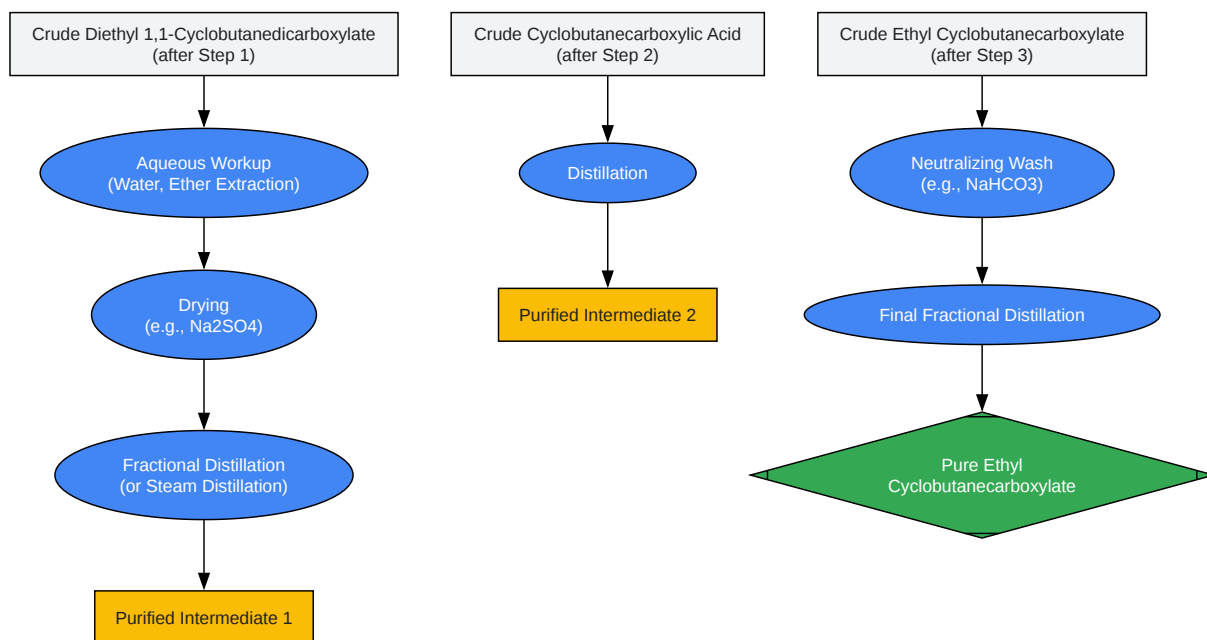 Crude Diethyl 1,1-Cyclobutanedicarboxylate
(after Step 1)
Aqueous Workup
(Water, Ether Extraction)
Drying
(e.g., Na2SO4)
Fractional Distillation
(or Steam Distillation)
Purified Intermediate 1
Crude Cyclobutanecarboxylic Acid
(after Step 2)
Distillation
Purified Intermediate 2
Crude Ethyl Cyclobutanecarboxylate
(after Step 3)
Neutralizing Wash
(e.g., NaHCO3)
Final Fractional Distillation
Pure Ethyl
Cyclobutanecarboxylate